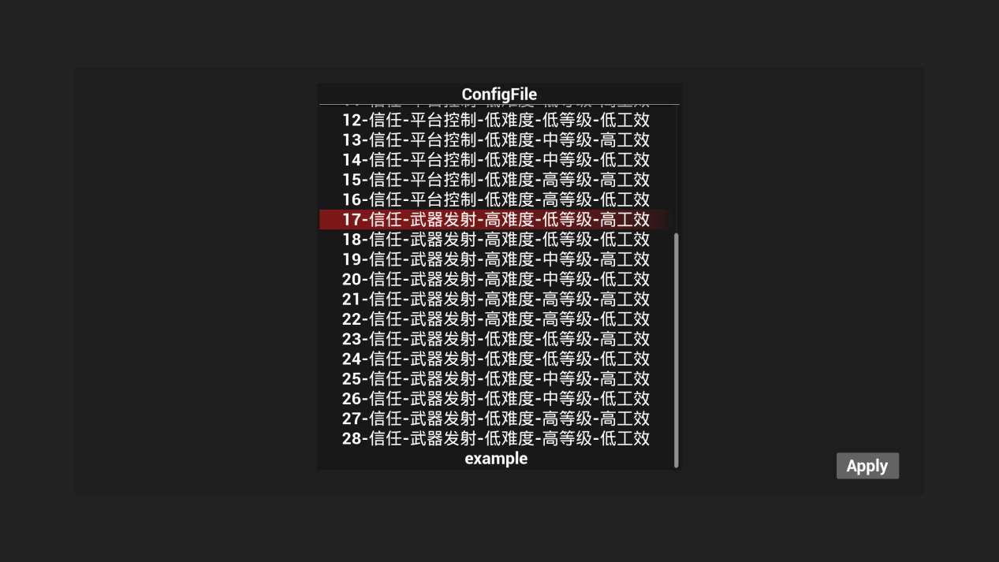 ConfigFile
12-信任-平台控制-低难度-低等级-低工效
13-信任-平台控制-低难度-中等级-高工效
14-信任-平台控制-低难度-中等级-低工效
15-信任-平台控制-低难度-高等级-高工效
16-信任-平台控制-低难度-高等级-低工效
17-信任-武器发射-高难度-低等级-高工效
18-信任-武器发射-高难度-低等级-低工效
19-信任-武器发射-高难度-中等级-高工效
20-信任-武器发射-高难度-中等级-低工效
21-信任-武器发射-高难度-高等级-高工效
22-信任-武器发射-高难度-高等级-低工效
23-信任-武器发射-低难度-低等级-高工效
24-信任-武器发射-低难度-低等级-低工效
25-信任-武器发射-低难度-中等级-高工效
26-信任-武器发射-低难度-中等级-低工效
27-信任-武器发射-低难度-高等级-高工效
28-信任-武器发射-低难度-高等级-低工效
example
Apply